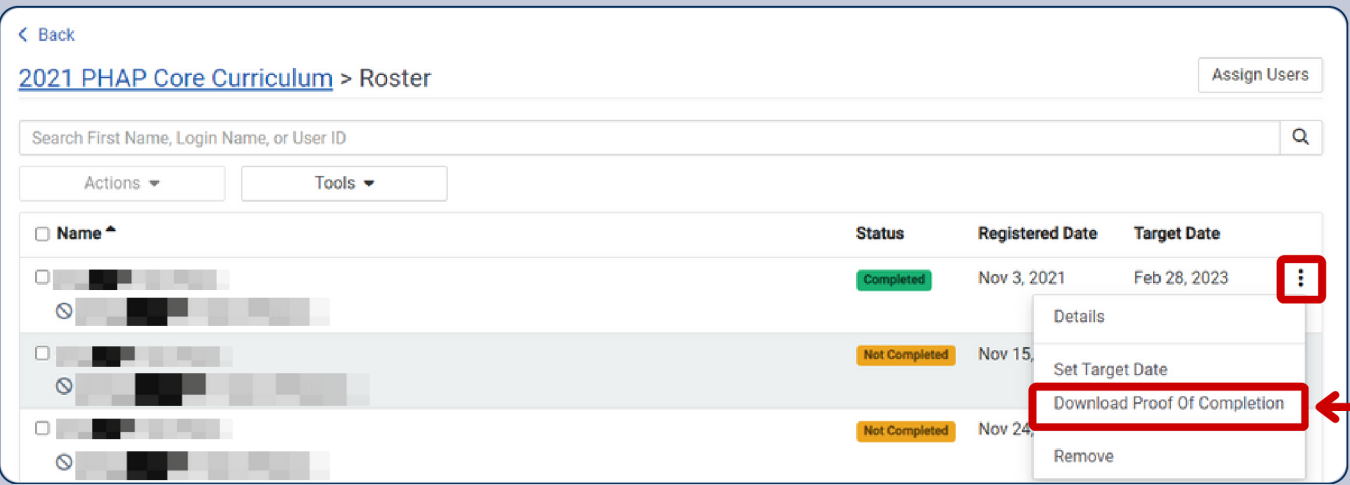 Back
2021 PHAP Core Curriculum > Roster
Assign Users
Search First Name, Login Name, or User ID
Actions
Tools
Name Status Registered Date Target Date
Completed Nov 3, 2021 Feb 28, 2023
Details
Not Completed Nov 15,
Set Target Date
Download Proof Of Completion
Not Completed Nov 24,
Remove